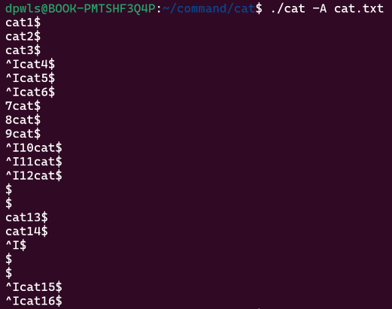 dpwls@BOOK-PMTSHF3Q4P:~/command/cat$ ./cat -A cat.txt
cat1$
cat2$
cat3$
^Icat4$
^Icat5$
^Icat6$
7cat$
8cat$
9cat$
^I10cat$
^I11cat$
^I12cat$
$
$
cat13$
cat14$
^I$
$
$
^Icat15$
^Icat16$